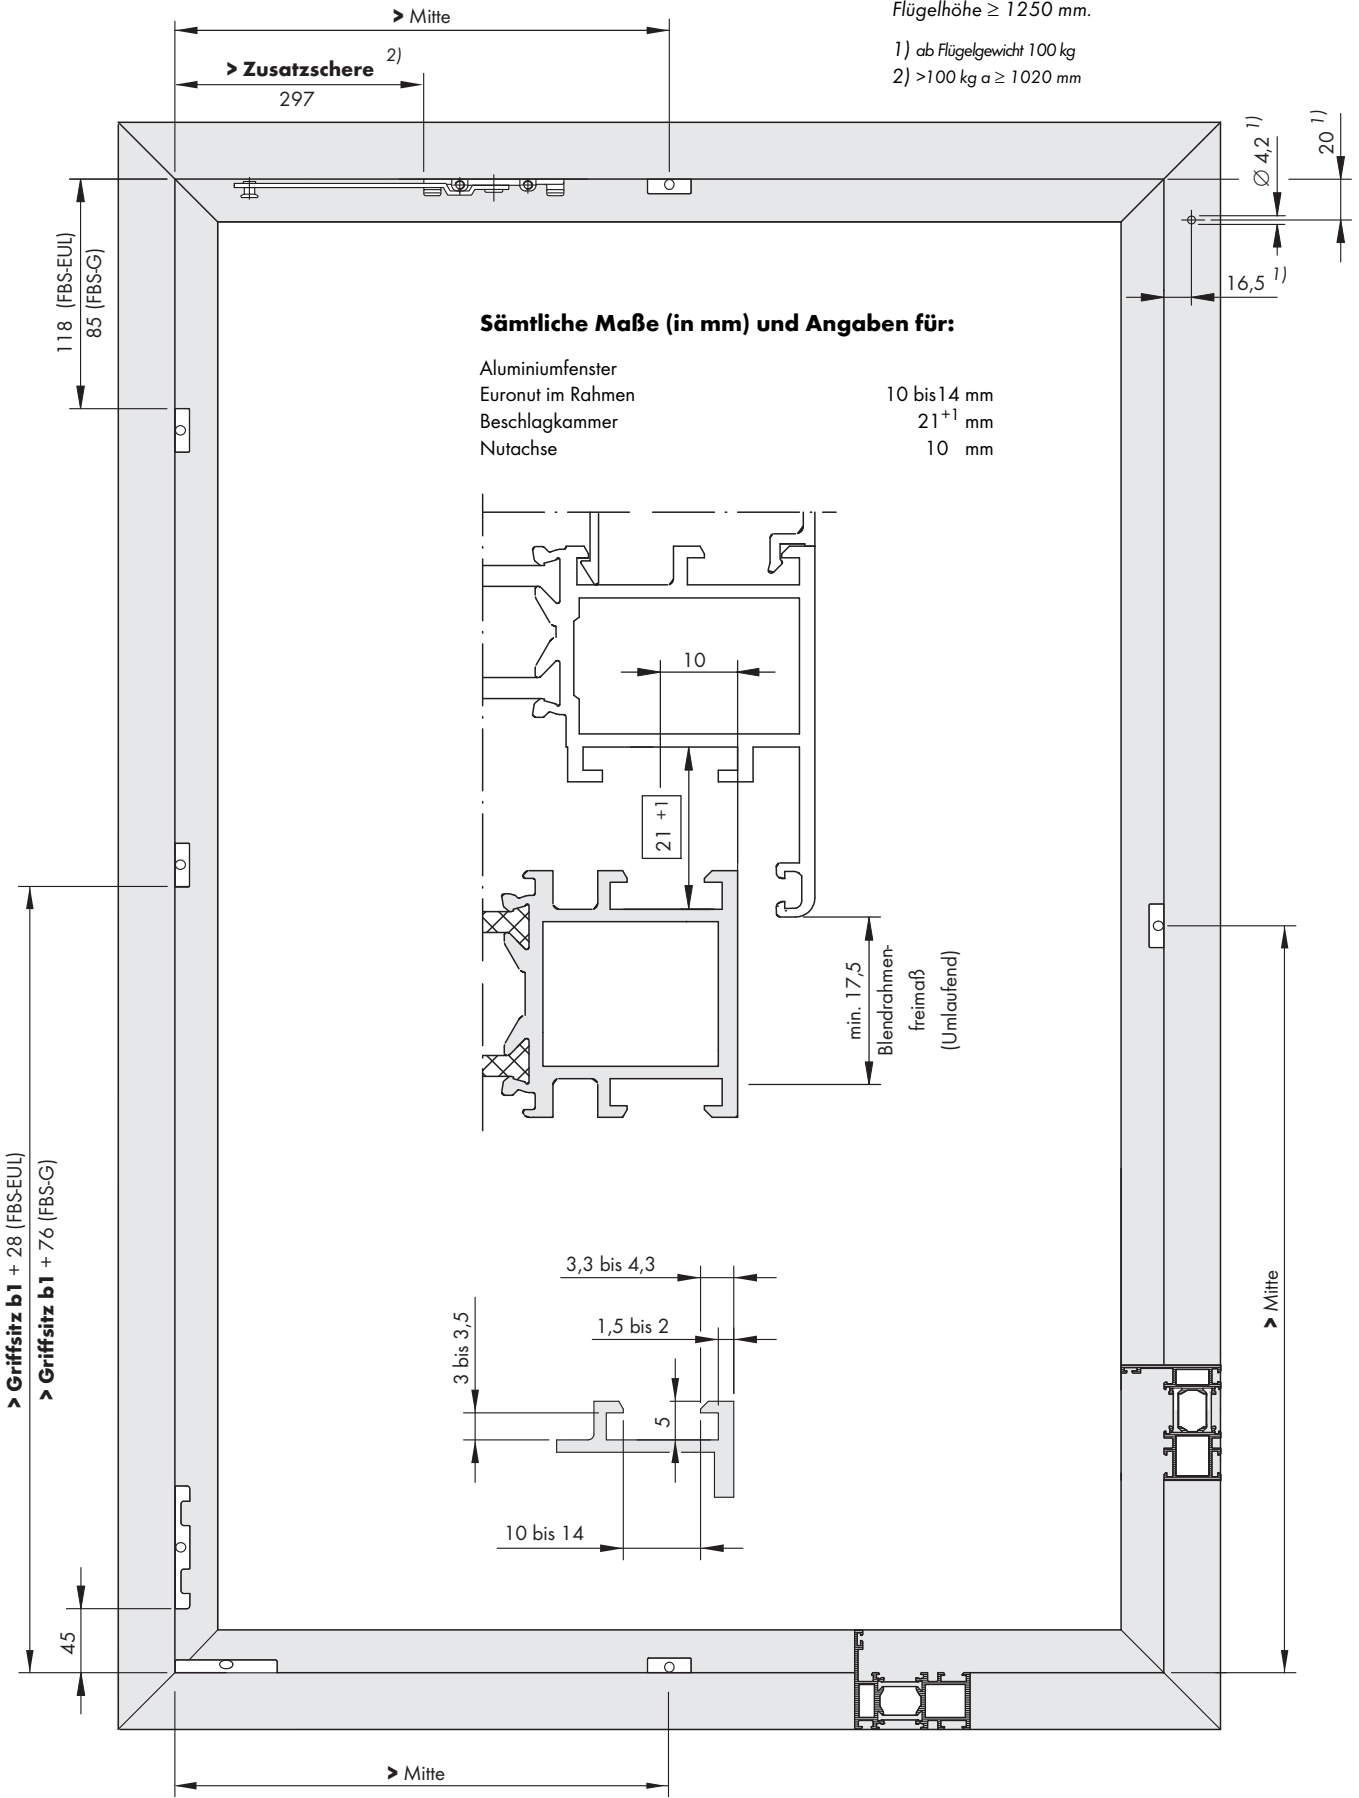 Flügelhöhe ≥ 1250 mm.
1) ab Flügelgewicht 100 kg
2) >100 kg a ≥ 1020 mm
> Mitte
> Zusatzschere 2)
297
Ø 4,2 1)
20 1)
16,5 1)
118 (FBS-EUL)
85 (FBS-G)
Sämtliche Maße (in mm) und Angaben für:
Aluminiumfenster
Euronut im Rahmen 10 bis14 mm
Beschlagkammer 21+1 mm
Nutachse 10 mm
10
21 +1
min. 17,5
Blendrahmen-
freimaß
(Umlaufend)
> Griffsitz b1 + 28 (FBS-EUL)
> Griffsitz b1 + 76 (FBS-G)
> Mitte
3,3 bis 4,3
1,5 bis 2
3 bis 3,5
5
10 bis 14
45
> Mitte